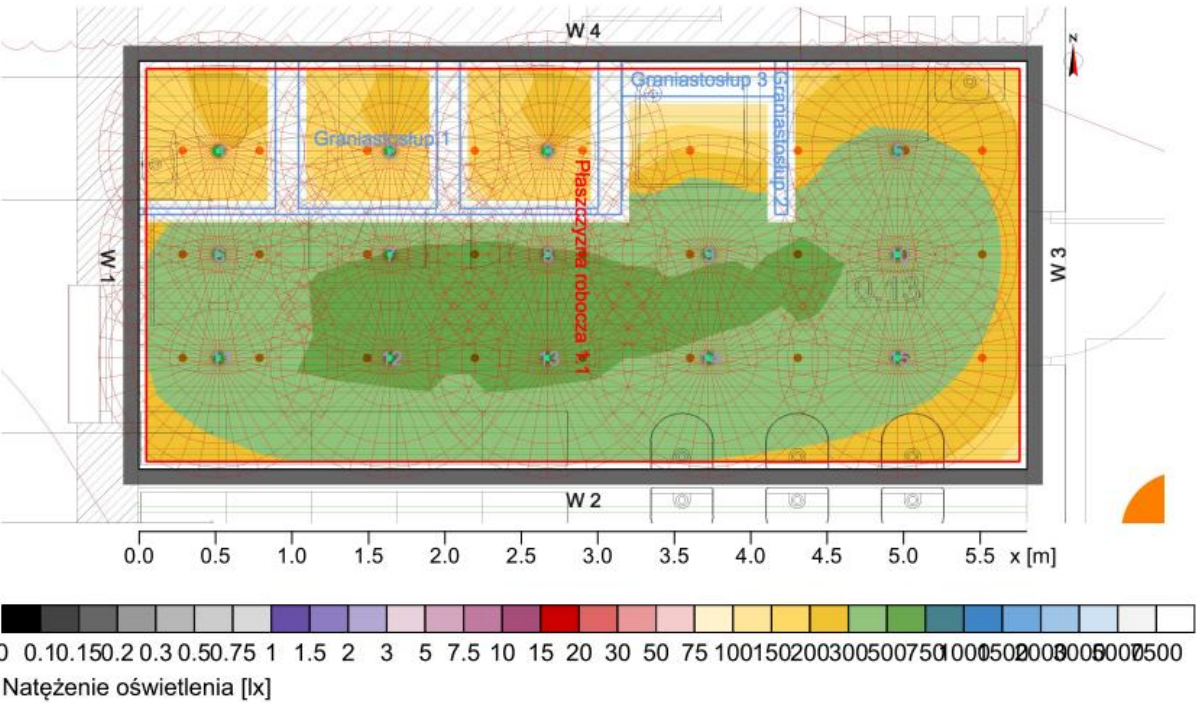 W 4
z
Graniastosłup 3
Graniastosłup 1
Graniastosłup 2
Płaszczyzna robocza 1.1
W 1
W 3
0.13
12
13
W 2
0.0 0.5 1.0 1.5 2.0 2.5 3.0 3.5 4.0 4.5 5.0 5.5 x [m]
0 0.1 0.15 0.2 0.3 0.5 0.75 1 1.5 2 3 5 7.5 10 15 20 30 50 75 100 150 200 300 500 750 1000 1500 2000 3000 5000 7500
Natężenie oświetlenia [lx]